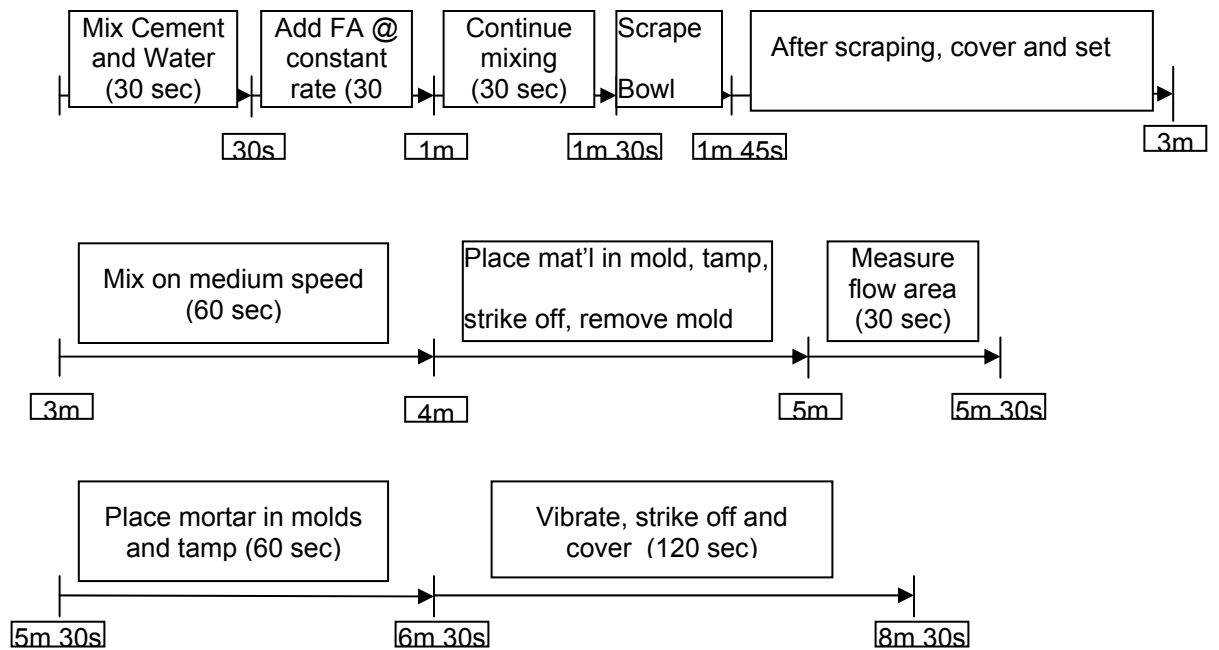 Mix Cement
and Water
(30 sec)
Add FA @
constant
rate (30
Continue
mixing
(30 sec)
Scrape
Bowl
After scraping, cover and set
30s
1m
1m 30s
1m 45s
3m
Mix on medium speed
(60 sec)
Place mat’l in mold, tamp,
strike off, remove mold
Measure
flow area
(30 sec)
3m
4m
5m
5m 30s
Place mortar in molds
and tamp (60 sec)
Vibrate, strike off and
cover (120 sec)
5m 30s
6m 30s
8m 30s